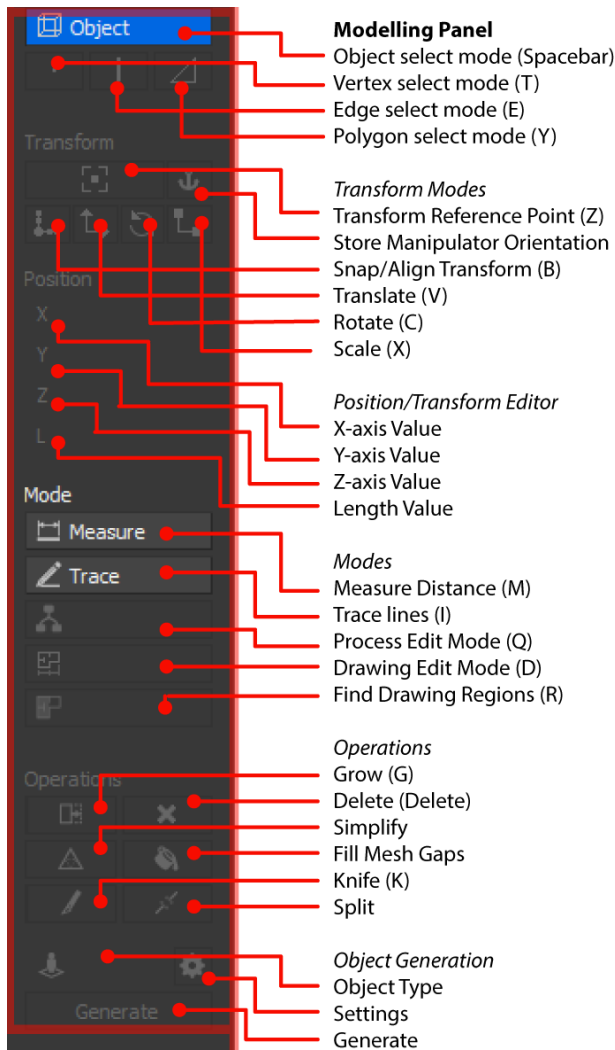 Object
Transform
Position
X
Y
Z
L
Mode
Measure
Trace
Operations
Generate
Modelling Panel
Object select mode (Spacebar)
Vertex select mode (T)
Edge select mode (E)
Polygon select mode (Y)
Transform Modes
Transform Reference Point (Z)
Store Manipulator Orientation
Snap/Align Transform (B)
Translate (V)
Rotate (C)
Scale (X)
Position/Transform Editor
X-axis Value
Y-axis Value
Z-axis Value
Length Value
Modes
Measure Distance (M)
Trace lines (I)
Process Edit Mode (Q)
Drawing Edit Mode (D)
Find Drawing Regions (R)
Operations
Grow (G)
Delete (Delete)
Simplify
Fill Mesh Gaps
Knife (K)
Split
Object Generation
Object Type
Settings
Generate